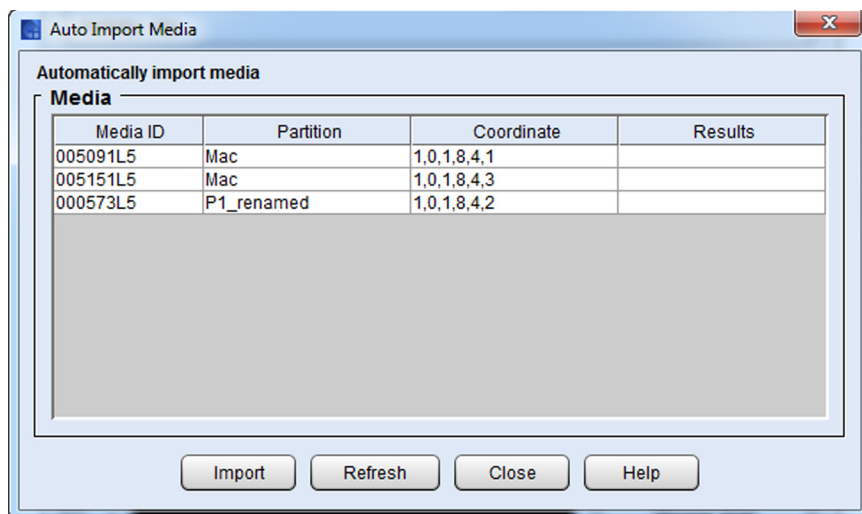 Auto Import Media
Automatically import media
Media
Media ID Partition Coordinate Results
005091L5 Mac 1,0,1,8,4,1
005151L5 Mac 1,0,1,8,4,3
000573L5 P1_renamed 1,0,1,8,4,2
Import Refresh Close Help